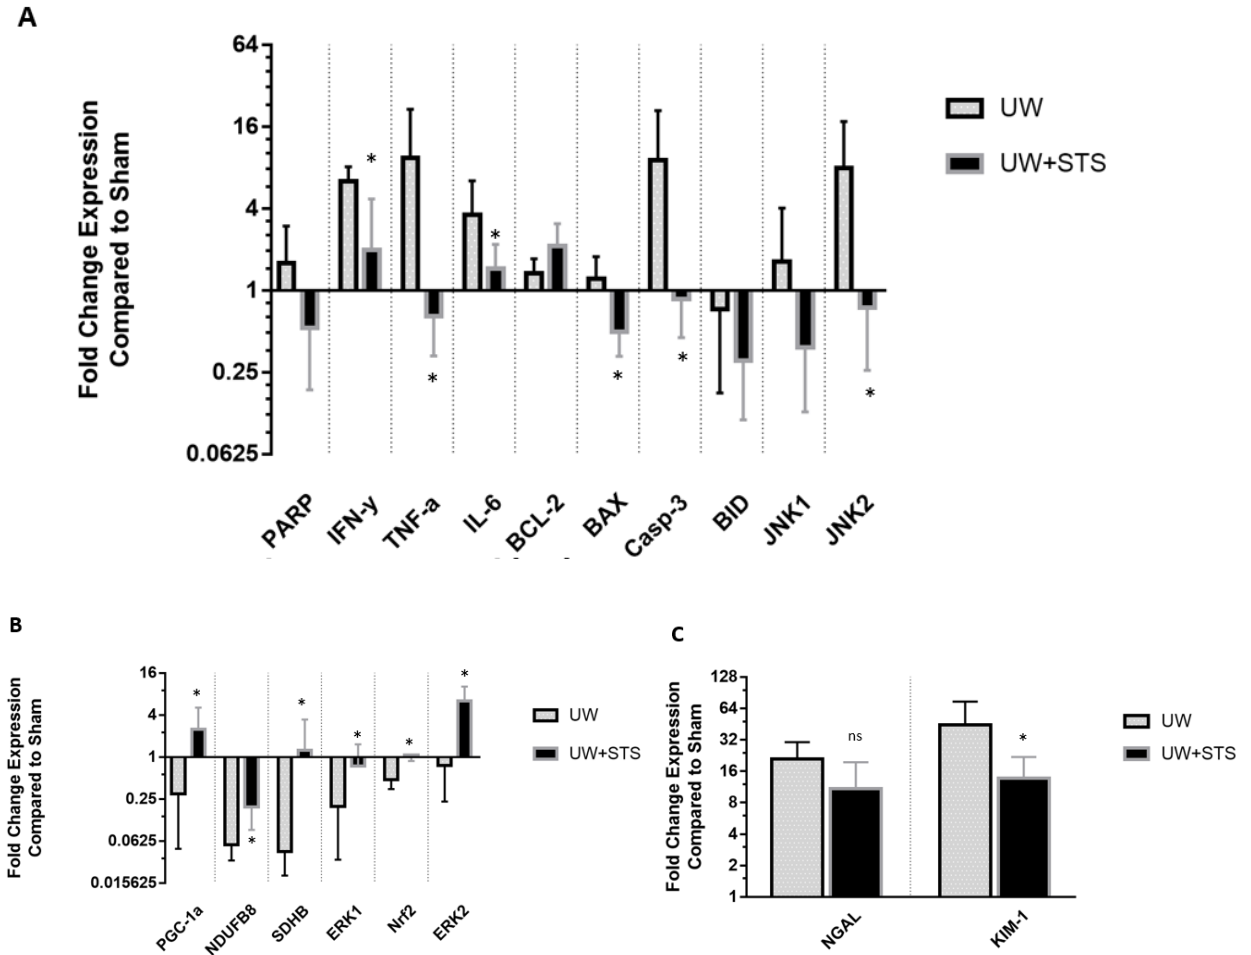 A
Fold Change Expression
Compared to Sham
64
16
4
1
0.25
0.0625
*
*
*
*
*
*
UW
UW+STS
PARP
IFN-y
TNF-a
IL-6
BCL-2
BAX
Casp-3
BID
JNK1
JNK2
B
Fold Change Expression
Compared to Sham
16
4
1
0.25
0.0625
0.015625
*
*
*
*
*
*
UW
UW+STS
PGC-1a
NDUFB8
SDHB
ERK1
Nrf2
ERK2
C
Fold Change Expression
Compared to Sham
128
64
32
16
8
4
2
1
ns
*
UW
UW+STS
NGAL
KIM-1